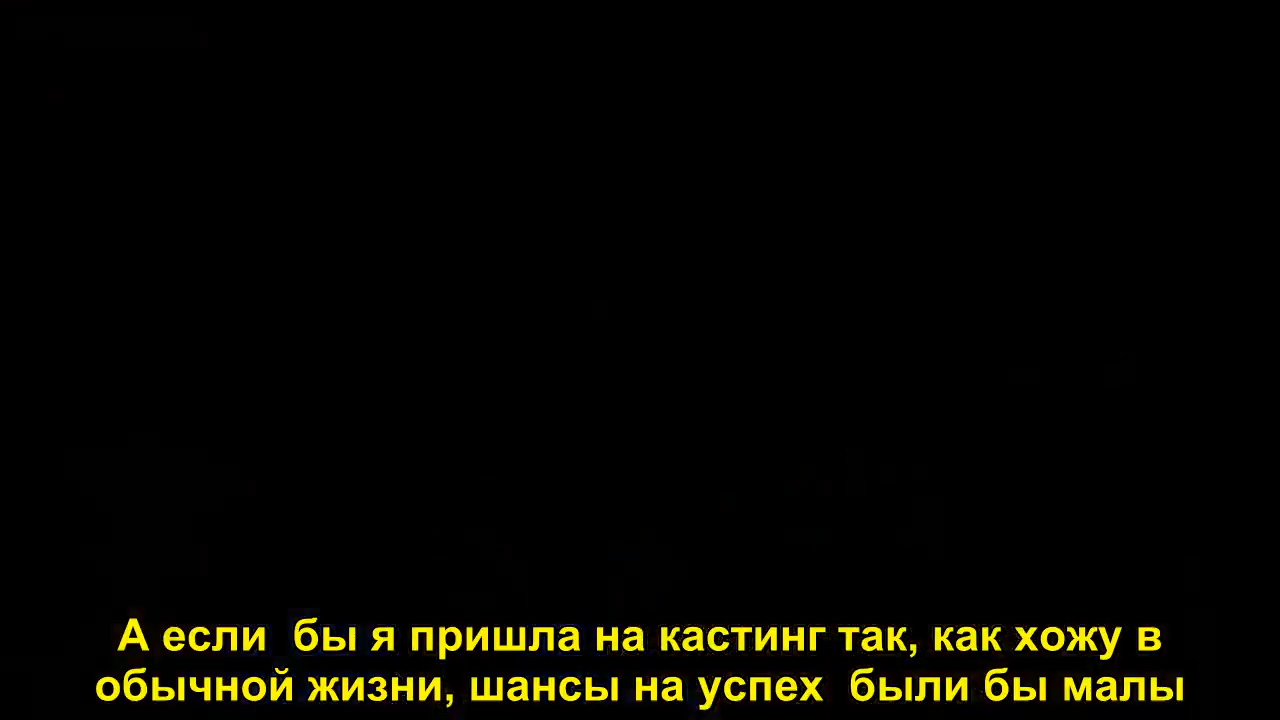 А если  бы я пришла на кастинг так, как хожу в
обычной жизни, шансы на успех  были бы малы